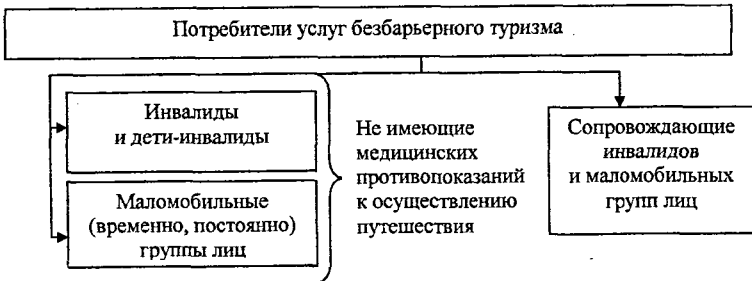 Потребители услуг безбарьерного туризма
Инвалиды
и дети-инвалиды
Маломобильные
(временно, постоянно)
группы лиц
Не имеющие
медицинских
противопоказаний
к осуществлению
путешествия
Сопровождающие
инвалидов
и маломобильных
групп лиц